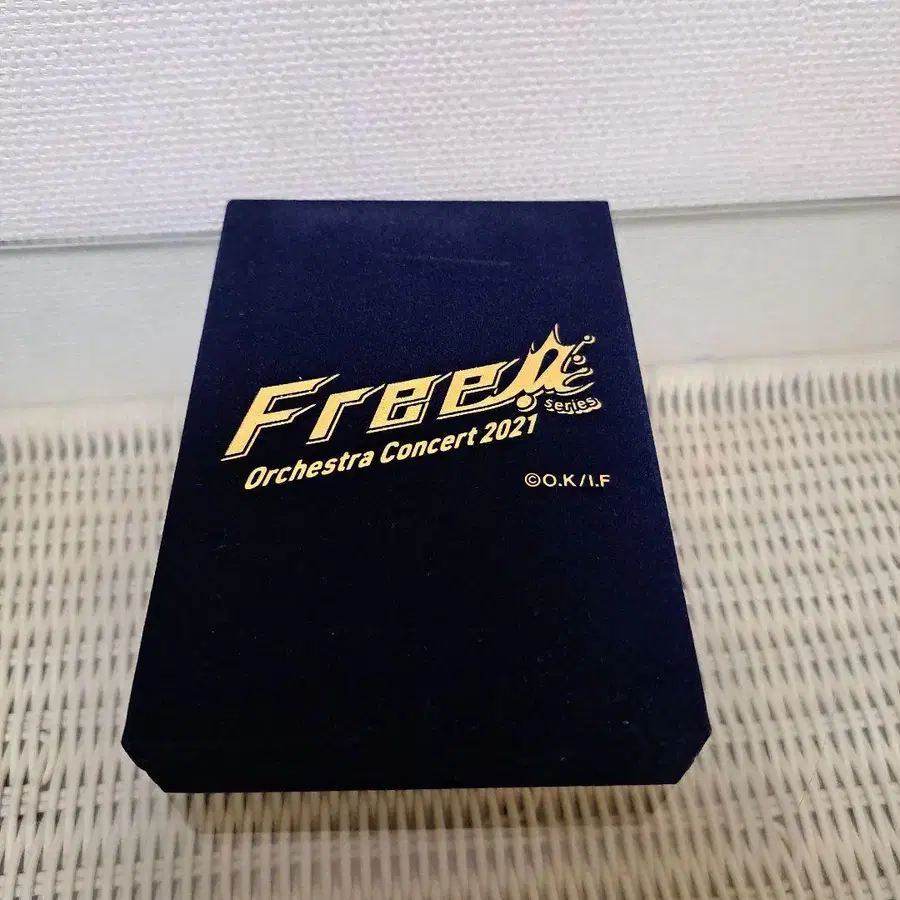 Free!
series
Orchestra Concert 2021
©O.K/I.F